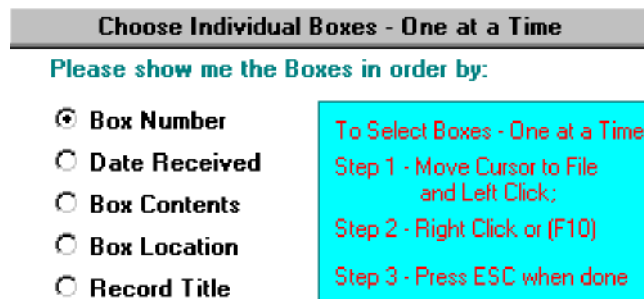 Choose Individual Boxes - One at a Time
Please show me the Boxes in order by:
Box Number
Date Received
Box Contents
Box Location
Record Title
To Select Boxes - One at a Time
Step 1 - Move Cursor to File
and Left Click;
Step 2 - Right Click or (F10)
Step 3 - Press ESC when done